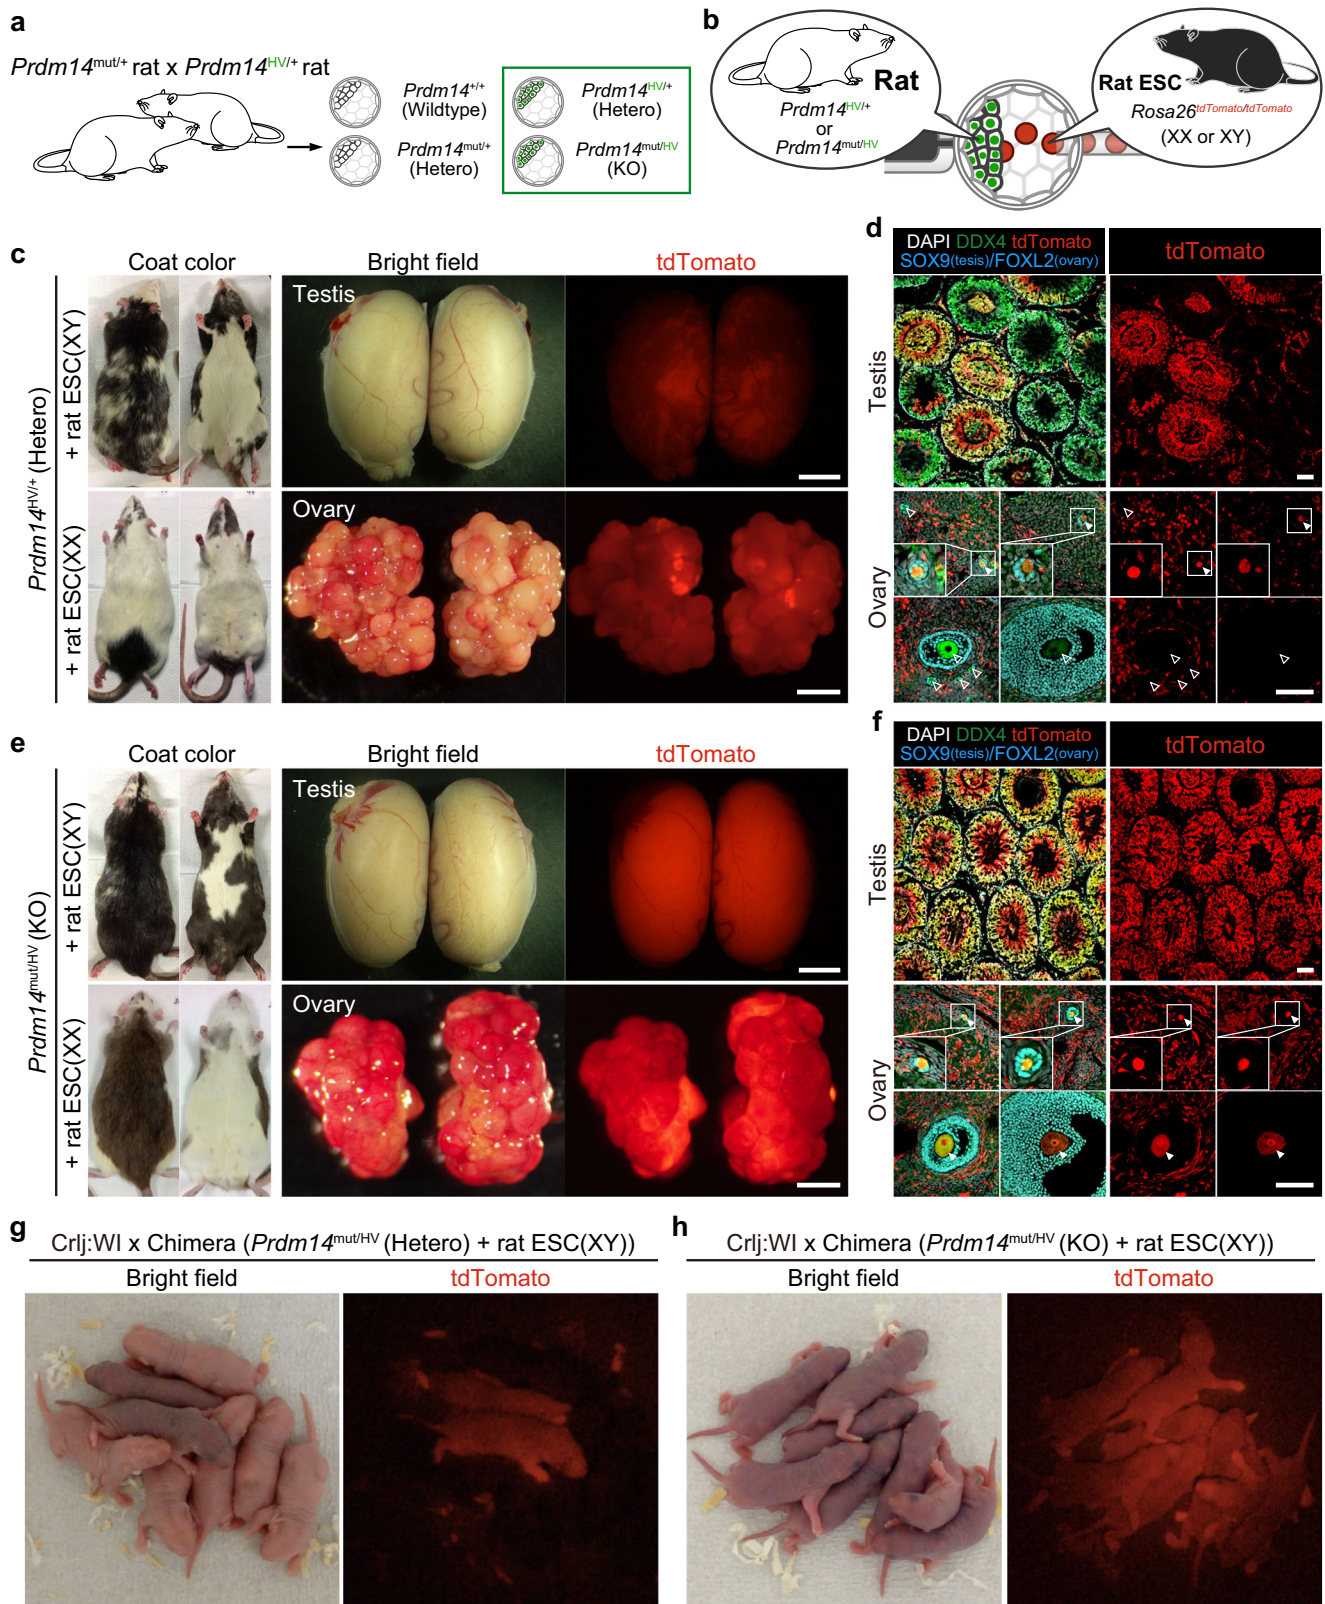 a
Prdm14mut/+ rat x Prdm14HV/+ rat
Prdm14+/+
(Wildtype)
Prdm14HV/+
(Hetero)
Prdm14mut/+
(Hetero)
Prdm14mut/HV
(KO)
b
Rat
Prdm14HV/+
or
Prdm14mut/HV
Rat ESC
Rosa26tdTomato/tdTomato
(XX or XY)
c
Coat color
Bright field
tdTomato
Prdm14HV/+ (Hetero)
+ rat ESC(XY)
+ rat ESC(XX)
Testis
Ovary
d
DAPI DDX4 tdTomato
SOX9(tesis)/FOXL2(ovary)
tdTomato
Testis
Ovary
e
Coat color
Bright field
tdTomato
Prdm14mut/HV (KO)
+ rat ESC(XY)
+ rat ESC(XX)
Testis
Ovary
f
DAPI DDX4 tdTomato
SOX9(tesis)/FOXL2(ovary)
tdTomato
Testis
Ovary
g
Crlj:WI x Chimera (Prdm14mut/HV (Hetero) + rat ESC(XY))
Bright field
tdTomato
h
Crlj:WI x Chimera (Prdm14mut/HV (KO) + rat ESC(XY))
Bright field
tdTomato